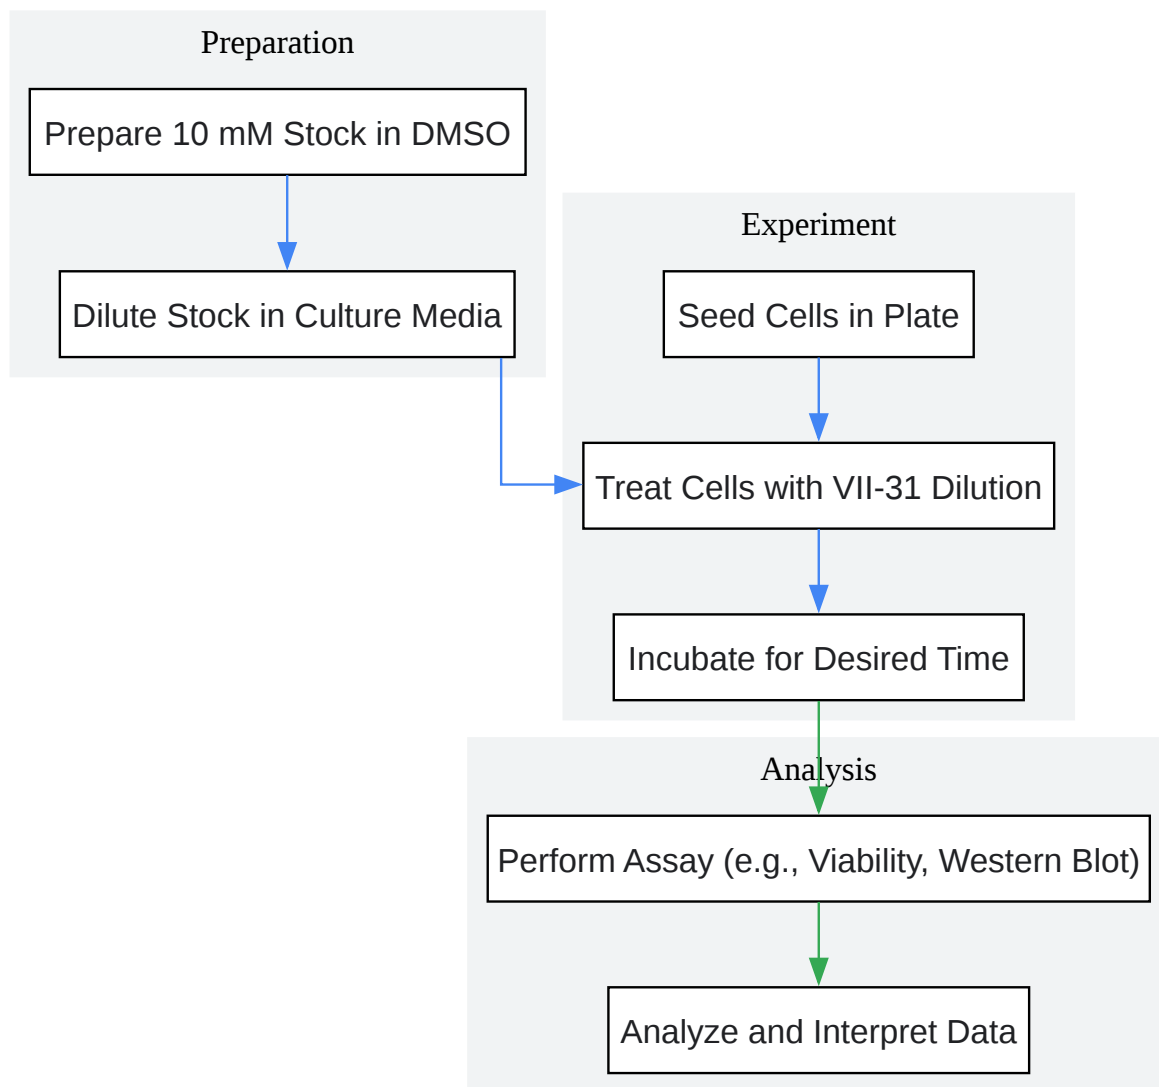 Preparation
Prepare 10 mM Stock in DMSO
Dilute Stock in Culture Media
Experiment
Seed Cells in Plate
Treat Cells with VII-31 Dilution
Incubate for Desired Time
Analysis
Perform Assay (e.g., Viability, Western Blot)
Analyze and Interpret Data